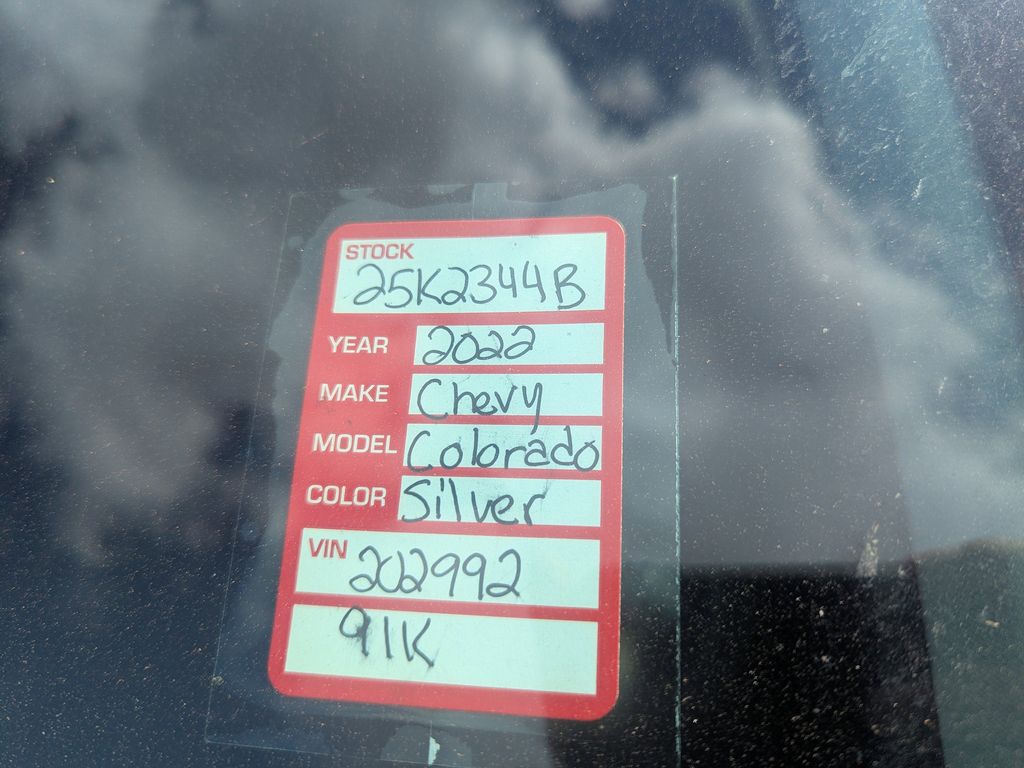 STOCK
25K2344B
YEAR 2022
MAKE Chevy
MODEL Colorado
COLOR Silver
VIN 202992
91K